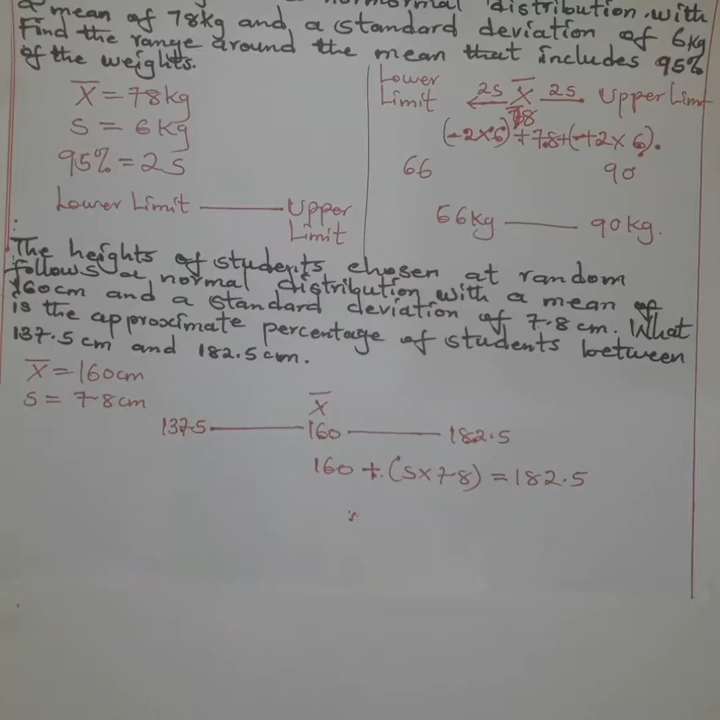 distribution with
a mean of 78kg and a standard deviation of 6kg
Find the range around the mean that includes 95%
of the weights.
X̄ = 78kg
S = 6kg
95% = 2S
Lower Limit —— Upper
Limit
Lower
Limit ← 2S X̄ 2S → Upper Limit
78
(-2×6)+78+(+2×6).
66 90
66kg —— 90kg.
The heights of students chosen at random
follows a normal distribution with a mean of
160cm and a standard deviation of 7.8cm. What
is the approximate percentage of students between
137.5cm and 182.5cm.
X̄ = 160cm
S = 7.8cm
X̄
137.5 —— 160 —— 182.5
160 + (S×7.8) = 182.5